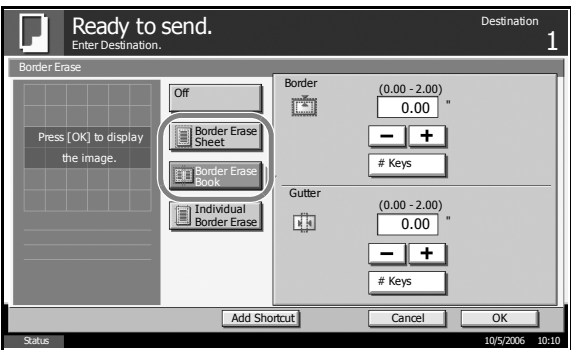 Ready to send.
Enter Destination.
Destination
1
Border Erase
Press [OK] to display
the image.
Off
Border Erase
Sheet
Border Erase
Book
Individual
Border Erase
Border
(0.00 - 2.00)
0.00 "
− +
# Keys
Gutter
(0.00 - 2.00)
0.00 "
− +
# Keys
Add Shortcut
Cancel
OK
Status
10/5/2006 10:10